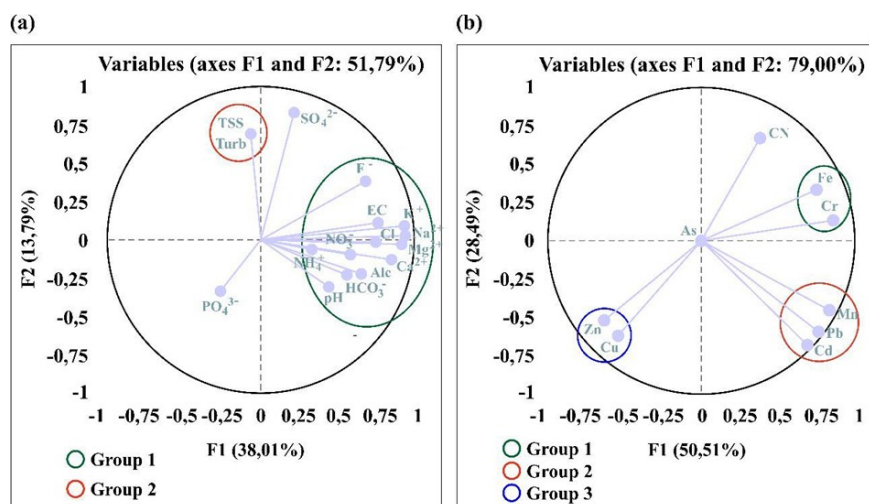 (a)
Variables (axes F1 and F2: 51,79%)
1
0,75
0,5
0,25
0
-0,25
-0,5
-0,75
-1
F2 (13,79%)
TSS
Turb
SO₄²⁻
F⁻
EC
K⁺
Cl
Na²⁺
NO₃⁻
Mg²⁺
NH₄⁺
Ca²⁺
Alc
HCO₃⁻
pH
PO₄³⁻
-
-1 -0,75 -0,5 -0,25 0 0,25 0,5 0,75 1
F1 (38,01%)
Group 1
Group 2
(b)
Variables (axes F1 and F2: 79,00%)
1
0,75
0,5
0,25
0
-0,25
-0,5
-0,75
-1
F2 (28,49%)
CN
Fe
Cr
As
Mn
Pb
Cd
Zn
Cu
-1 -0,75 -0,5 -0,25 0 0,25 0,5 0,75 1
F1 (50,51%)
Group 1
Group 2
Group 3